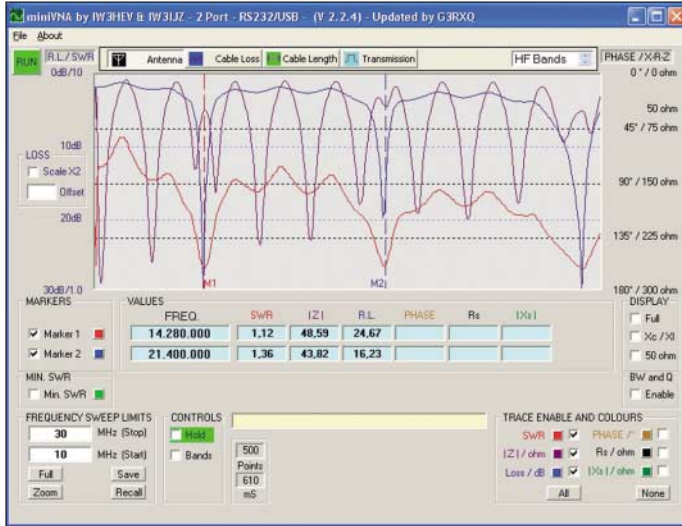 miniVNA by IW3HEV & IW3IJZ - 2 Port - RS232/USB - (V 2.2.4) - Updated by G3RXQ
File About
RUN R.L./SWR Antenna Cable Loss Cable Length Transmission HF Bands PHASE /X-R-Z
0dB/10 0 °/ 0 ohm
50 ohm
45°/ 75 ohm
10dB
LOSS
Scale X2
Offset
90°/ 150 ohm
20dB
135°/ 225 ohm
30dB/1.0 M1 M2 180°/ 300 ohm
MARKERS VALUES DISPLAY
FREQ. SWR |Z| R.L. PHASE Rs |Xs|
Full
Marker 1 14.280.000 1,12 48,59 24,67
Xc / Xl
Marker 2 21.400.000 1,36 43,82 16,23
50 ohm
MIN. SWR BW and Q
Min. SWR Enable
FREQUENCY SWEEP LIMITS CONTROLS TRACE ENABLE AND COLOURS
30 MHz (Stop) Hold SWR PHASE /°
10 MHz (Start) Bands 500 |Z| / ohm Rs / ohm
Points
Full Save 610 Loss / dB |Xs| / ohm
Zoom Recall mS All None